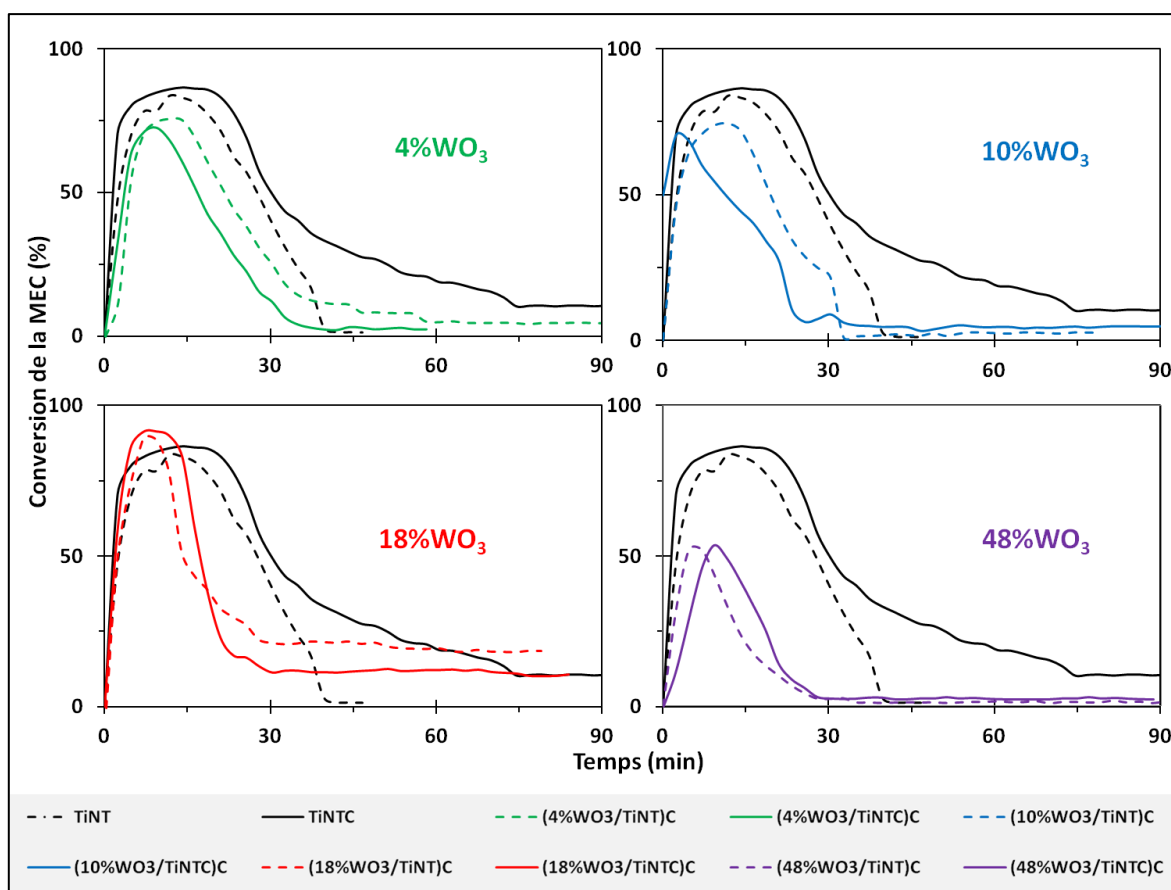 Conversion de la MEC (%)
100
50
0
0
30
60
90
4%WO₃
100
50
0
0
30
60
90
10%WO₃
100
50
0
0
30
60
90
18%WO₃
100
50
0
0
30
60
90
48%WO₃
Temps (min)
TiNT
TiNTC
(4%WO3/TiNT)C
(4%WO3/TiNTC)C
(10%WO3/TiNT)C
(10%WO3/TiNTC)C
(18%WO3/TiNT)C
(18%WO3/TiNTC)C
(48%WO3/TiNT)C
(48%WO3/TiNTC)C